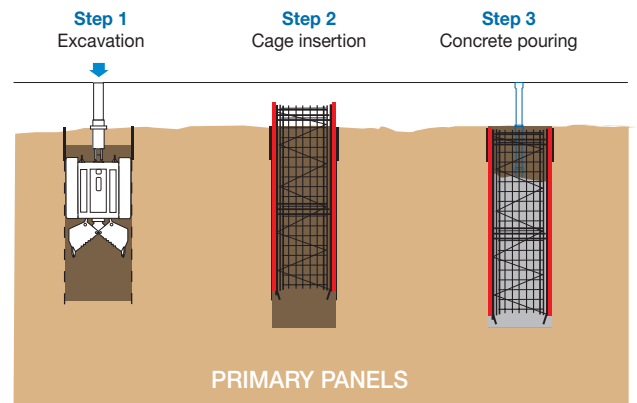 Step 1
Excavation
Step 2
Cage insertion
Step 3
Concrete pouring
PRIMARY PANELS